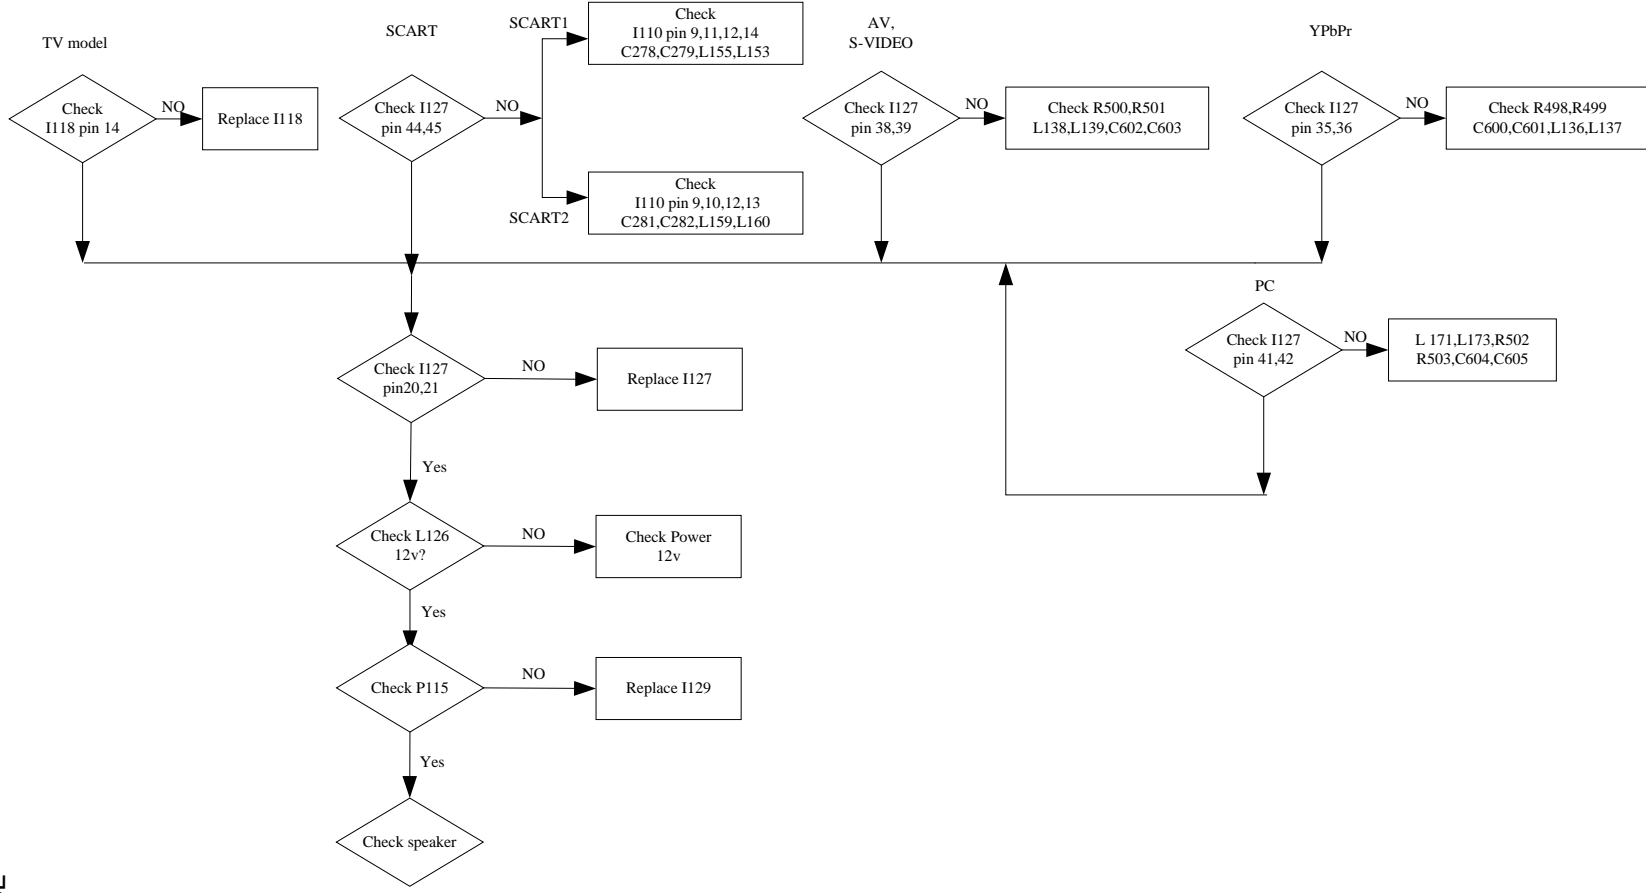 TV model
Check
I118 pin 14
NO
Replace I118
SCART
Check I127
pin 44,45
NO
SCART1
Check
I110 pin 9,11,12,14
C278,C279,L155,L153
SCART2
Check
I110 pin 9,10,12,13
C281,C282,L159,L160
AV,
S-VIDEO
Check I127
pin 38,39
NO
Check R500,R501
L138,L139,C602,C603
YPbPr
Check I127
pin 35,36
NO
Check R498,R499
C600,C601,L136,L137
PC
Check I127
pin 41,42
NO
L 171,L173,R502
R503,C604,C605
Check I127
pin20,21
NO
Replace I127
Yes
Check L126
12v?
NO
Check Power
12v
Yes
Check P115
NO
Replace I129
Yes
Check speaker